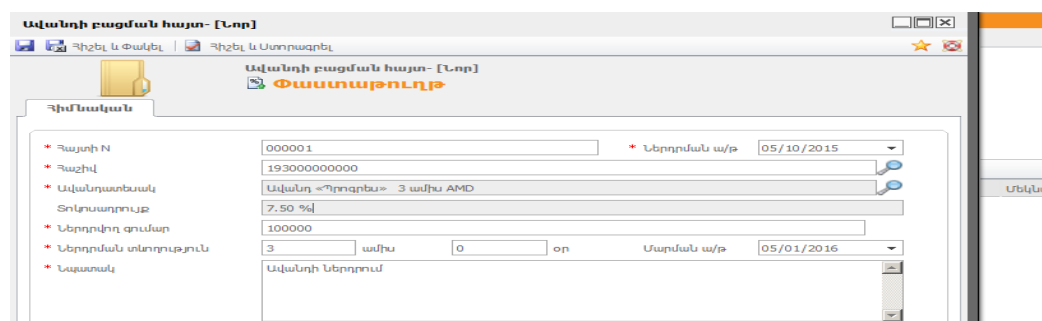 Ավանդի բացման հայտ- [Նոր]
Հիշել և Փակել | Հիշել և Ստորագրել
Ավանդի բացման հայտ- [Նոր]
Փաստաթուղթ
Հիմնական
* Հայտի N 000001 * Ներդրման ա/թ 05/10/2015
* Հաշիվ 193000000000
* Ավանդատեսակ Ավանդ «Պրոգրես» 3 ամիս AMD
Տոկոսադրույք 7.50 %
* Ներդրվող գումար 100000
* Ներդրման տևողություն 3 ամիս 0 օր Մարման ա/թ 05/01/2016
* Նպատակ Ավանդի ներդրում